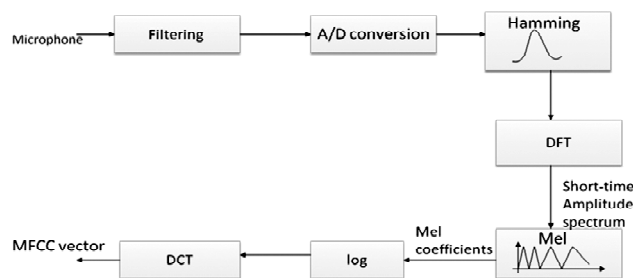 Microphone
Filtering
A/D conversion
Hamming
DFT
Short-time
Amplitude
spectrum
Mel
Mel
coefficients
log
DCT
MFCC vector